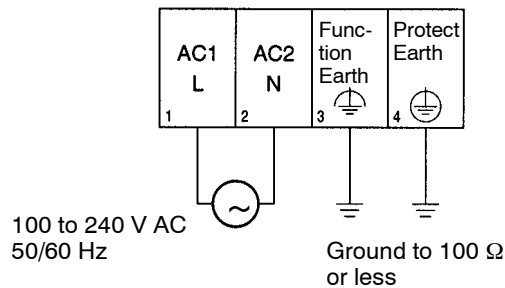 AC1
L
1
AC2
N
2
Func-
tion
Earth
3
Protect
Earth
4
~
100 to 240 V AC
50/60 Hz
Ground to 100 Ω
or less